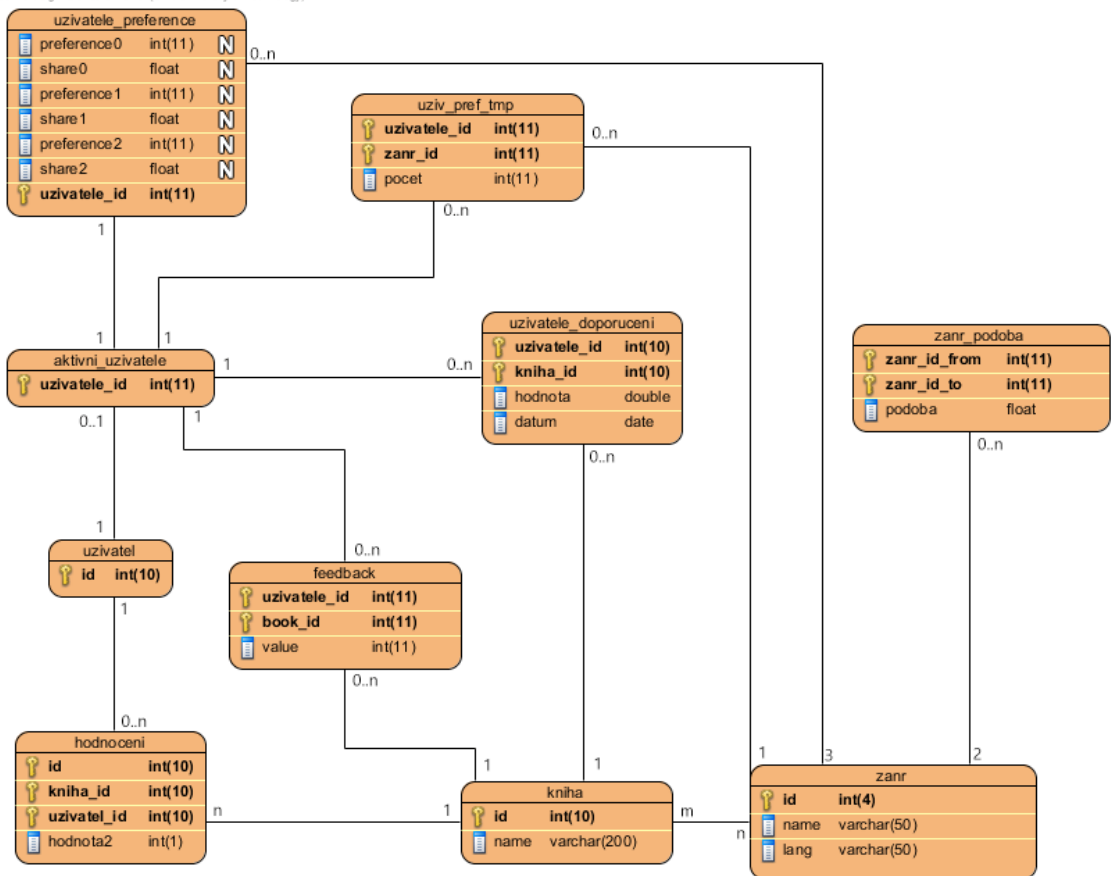 uzivatele_preference
preference0 int(11) N
share0 float N
preference1 int(11) N
share1 float N
preference2 int(11) N
share2 float N
uzivatele_id int(11)
0..n
uziv_pref_tmp
uzivatele_id int(11)
zanr_id int(11)
pocet int(11)
0..n
0..n
1
1
1
aktivni_uzivatele
uzivatele_id int(11)
1
0..n
uzivatele_doporuceni
uzivatele_id int(10)
kniha_id int(10)
hodnota double
datum date
0..n
zanr_podoba
zanr_id_from int(11)
zanr_id_to int(11)
podoba float
0..n
0..1
1
1
uzivatel
id int(10)
1
0..n
feedback
uzivatele_id int(11)
book_id int(11)
value int(11)
0..n
0..n
hodnoceni
id int(10)
kniha_id int(10)
uzivatel_id int(10)
hodnota2 int(1)
n
1
1
1
kniha
id int(10)
name varchar(200)
m
n
1
3
2
zanr
id int(4)
name varchar(50)
lang varchar(50)